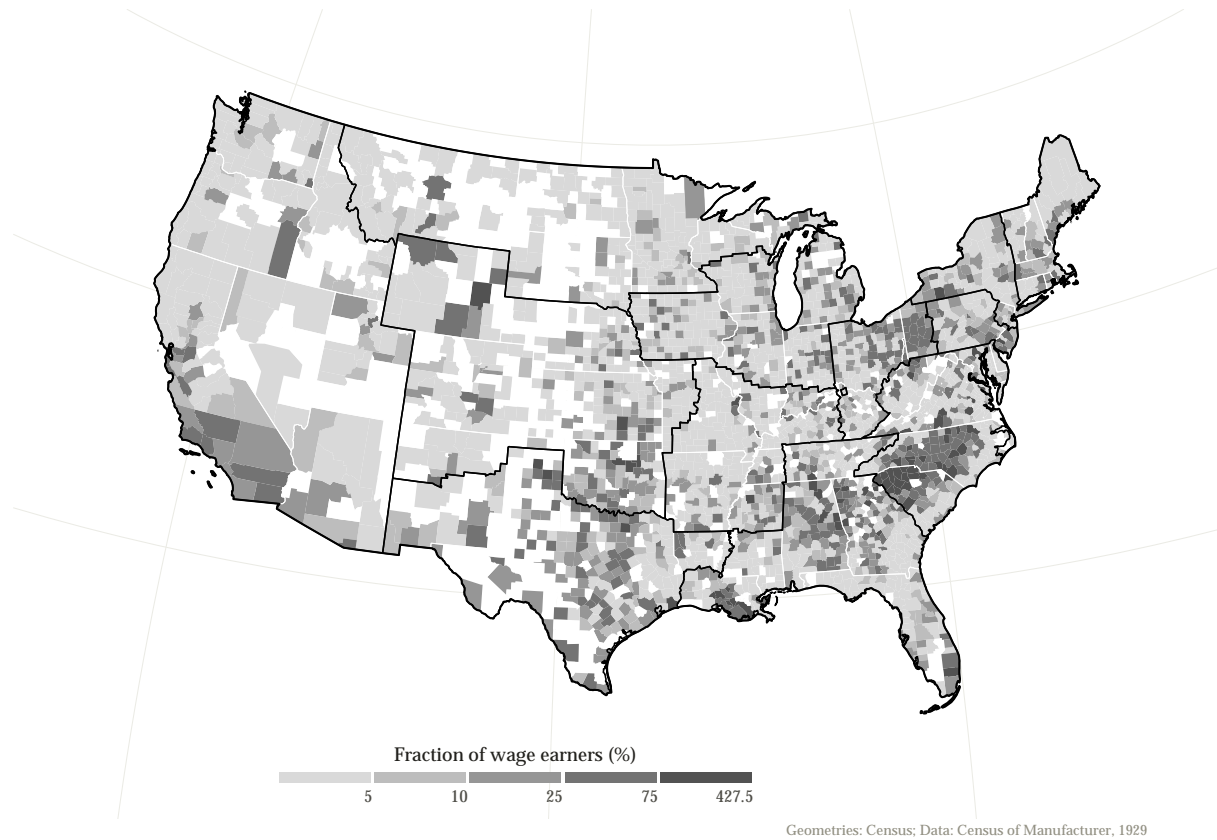 Fraction of wage earners (%)
5 10 25 75 427.5
Geometries: Census; Data: Census of Manufacturer, 1929